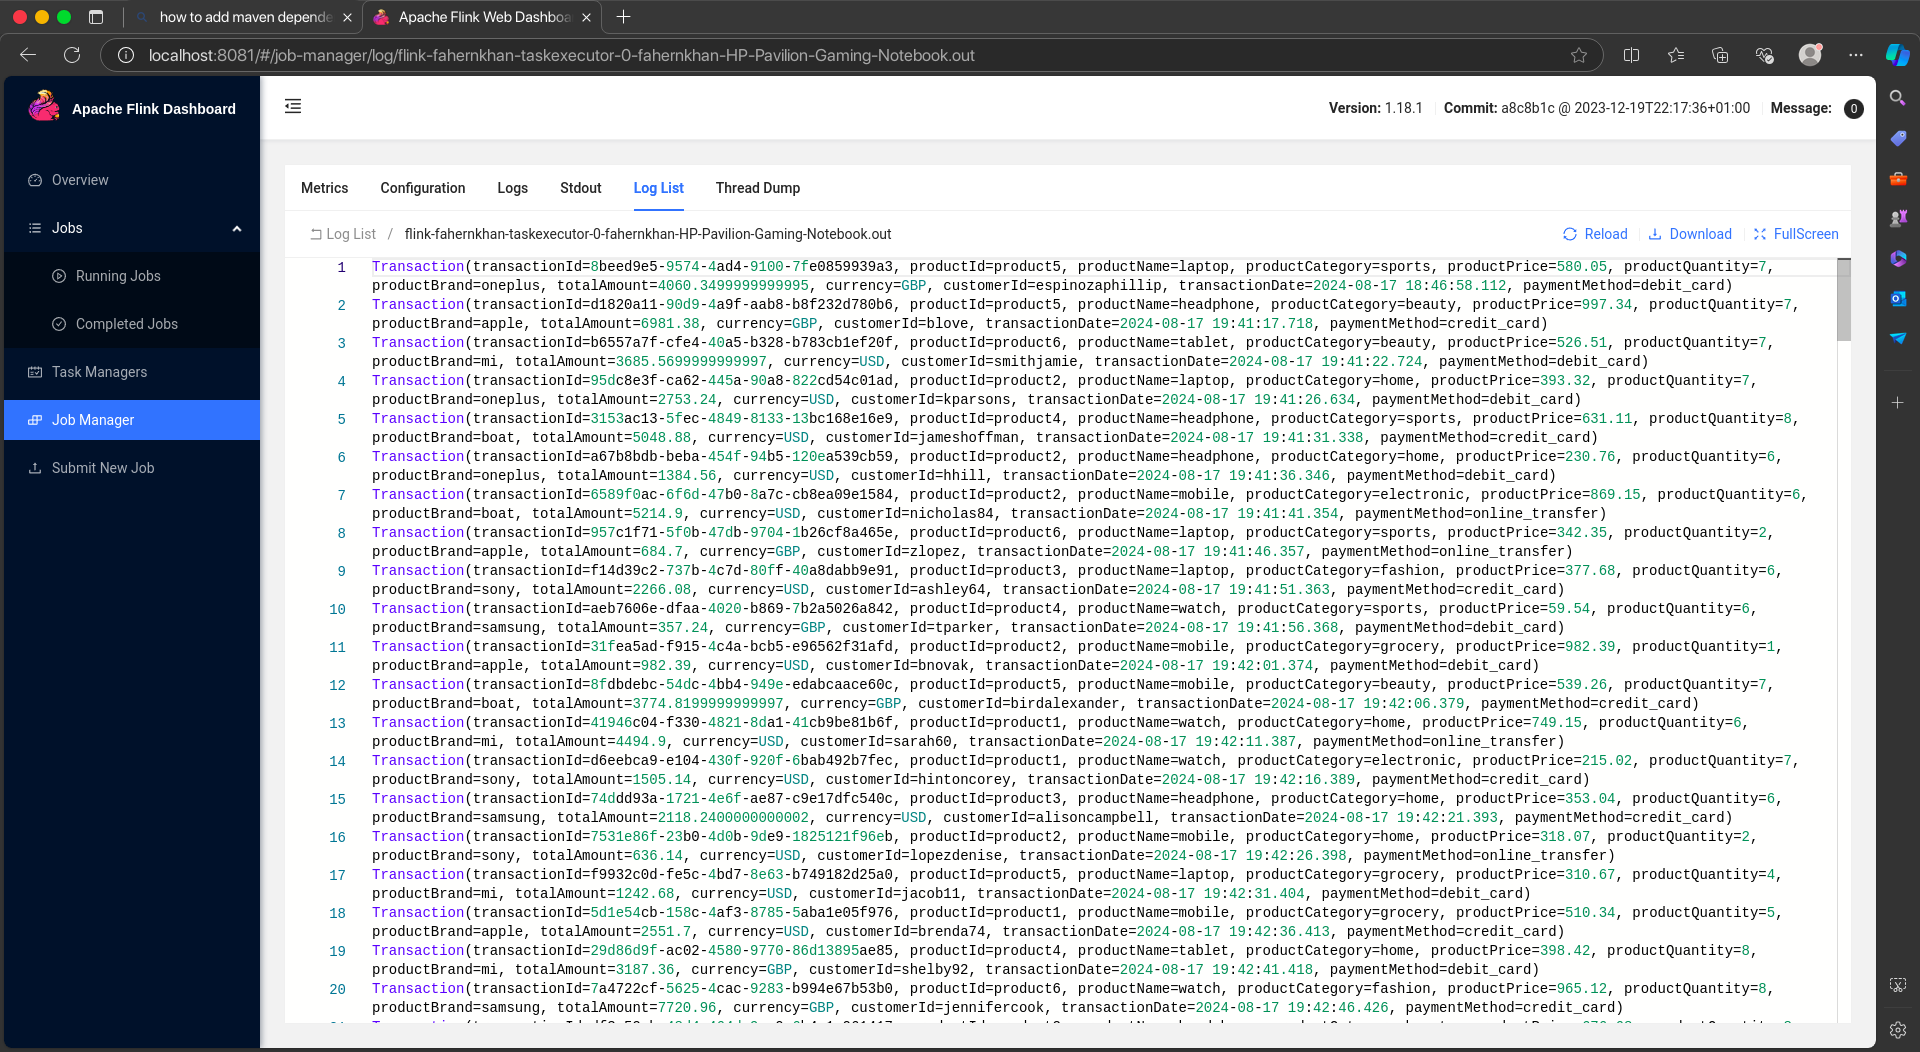 how to add maven depende
Apache Flink Web Dashboa
localhost:8081/#/job-manager/log/flink-fahernkhan-taskexecutor-0-fahernkhan-HP-Pavilion-Gaming-Notebook.out
Apache Flink Dashboard
Version: 1.18.1 Commit: a8c8b1c @ 2023-12-19T22:17:36+01:00 Message: 0
Overview
Jobs
Running Jobs
Completed Jobs
Task Managers
Job Manager
Submit New Job
Metrics Configuration Logs Stdout Log List Thread Dump
Log List / flink-fahernkhan-taskexecutor-0-fahernkhan-HP-Pavilion-Gaming-Notebook.out Reload Download FullScreen
1 Transaction(transactionId=8beed9e5-9574-4ad4-9100-7fe0859939a3, productId=product5, productName=laptop, productCategory=sports, productPrice=580.05, productQuantity=7,
productBrand=oneplus, totalAmount=4060.3499999999995, currency=GBP, customerId=espinozaphillip, transactionDate=2024-08-17 18:46:58.112, paymentMethod=debit_card)
2 Transaction(transactionId=d1820a11-90d9-4a9f-aab8-b8f232d780b6, productId=product5, productName=headphone, productCategory=beauty, productPrice=997.34, productQuantity=7,
productBrand=apple, totalAmount=6981.38, currency=GBP, customerId=blove, transactionDate=2024-08-17 19:41:17.718, paymentMethod=credit_card)
3 Transaction(transactionId=b6557a7f-cfe4-40a5-b328-b783cb1ef20f, productId=product6, productName=tablet, productCategory=beauty, productPrice=526.51, productQuantity=7,
productBrand=mi, totalAmount=3685.5699999999997, currency=USD, customerId=smithjamie, transactionDate=2024-08-17 19:41:22.724, paymentMethod=debit_card)
4 Transaction(transactionId=95dc8e3f-ca62-445a-90a8-822cd54c01ad, productId=product2, productName=laptop, productCategory=home, productPrice=393.32, productQuantity=7,
productBrand=oneplus, totalAmount=2753.24, currency=USD, customerId=kparsons, transactionDate=2024-08-17 19:41:26.634, paymentMethod=debit_card)
5 Transaction(transactionId=3153ac13-5fec-4849-8133-13bc168e16e9, productId=product4, productName=headphone, productCategory=sports, productPrice=631.11, productQuantity=8,
productBrand=boat, totalAmount=5048.88, currency=USD, customerId=jameshoffman, transactionDate=2024-08-17 19:41:31.338, paymentMethod=credit_card)
6 Transaction(transactionId=a67b8bdb-beba-454f-94b5-120ea539cb59, productId=product2, productName=headphone, productCategory=home, productPrice=230.76, productQuantity=6,
productBrand=oneplus, totalAmount=1384.56, currency=USD, customerId=hhill, transactionDate=2024-08-17 19:41:36.346, paymentMethod=debit_card)
7 Transaction(transactionId=6589f0ac-6f6d-47b0-8a7c-cb8ea09e1584, productId=product2, productName=mobile, productCategory=electronic, productPrice=869.15, productQuantity=6,
productBrand=boat, totalAmount=5214.9, currency=USD, customerId=nicholas84, transactionDate=2024-08-17 19:41:41.354, paymentMethod=online_transfer)
8 Transaction(transactionId=957c1f71-5f0b-47db-9704-1b26cf8a465e, productId=product6, productName=laptop, productCategory=sports, productPrice=342.35, productQuantity=2,
productBrand=apple, totalAmount=684.7, currency=GBP, customerId=zlopez, transactionDate=2024-08-17 19:41:46.357, paymentMethod=online_transfer)
9 Transaction(transactionId=f14d39c2-737b-4c7d-80ff-40a8dabb9e91, productId=product3, productName=laptop, productCategory=fashion, productPrice=377.68, productQuantity=6,
productBrand=sony, totalAmount=2266.08, currency=USD, customerId=ashley64, transactionDate=2024-08-17 19:41:51.363, paymentMethod=credit_card)
10 Transaction(transactionId=aeb7606e-dfaa-4020-b869-7b2a5026a842, productId=product4, productName=watch, productCategory=sports, productPrice=59.54, productQuantity=6,
productBrand=samsung, totalAmount=357.24, currency=GBP, customerId=tparker, transactionDate=2024-08-17 19:41:56.368, paymentMethod=debit_card)
11 Transaction(transactionId=31fea5ad-f915-4c4a-bcb5-e96562f31afd, productId=product2, productName=mobile, productCategory=grocery, productPrice=982.39, productQuantity=1,
productBrand=apple, totalAmount=982.39, currency=USD, customerId=bnovak, transactionDate=2024-08-17 19:42:01.374, paymentMethod=debit_card)
12 Transaction(transactionId=8fdbdebc-54dc-4bb4-949e-edabcaace60c, productId=product5, productName=mobile, productCategory=beauty, productPrice=539.26, productQuantity=7,
productBrand=boat, totalAmount=3774.8199999999997, currency=GBP, customerId=birdalexander, transactionDate=2024-08-17 19:42:06.379, paymentMethod=credit_card)
13 Transaction(transactionId=41946c04-f330-4821-8da1-41cb9be81b6f, productId=product1, productName=watch, productCategory=home, productPrice=749.15, productQuantity=6,
productBrand=mi, totalAmount=4494.9, currency=USD, customerId=sarah60, transactionDate=2024-08-17 19:42:11.387, paymentMethod=online_transfer)
14 Transaction(transactionId=d6eebca9-e104-430f-920f-6bab492b7fec, productId=product1, productName=watch, productCategory=electronic, productPrice=215.02, productQuantity=7,
productBrand=sony, totalAmount=1505.14, currency=USD, customerId=hintoncorey, transactionDate=2024-08-17 19:42:16.389, paymentMethod=credit_card)
15 Transaction(transactionId=74ddd93a-1721-4e6f-ae87-c9e17dfc540c, productId=product3, productName=headphone, productCategory=home, productPrice=353.04, productQuantity=6,
productBrand=samsung, totalAmount=2118.2400000000002, currency=USD, customerId=alisoncampbell, transactionDate=2024-08-17 19:42:21.393, paymentMethod=credit_card)
16 Transaction(transactionId=7531e86f-23b0-4d0b-9de9-1825121f96eb, productId=product2, productName=mobile, productCategory=home, productPrice=318.07, productQuantity=2,
productBrand=sony, totalAmount=636.14, currency=USD, customerId=lopezdenise, transactionDate=2024-08-17 19:42:26.398, paymentMethod=online_transfer)
17 Transaction(transactionId=f9932c0d-fe5c-4bd7-8e63-b749182d25a0, productId=product5, productName=laptop, productCategory=grocery, productPrice=310.67, productQuantity=4,
productBrand=mi, totalAmount=1242.68, currency=USD, customerId=jacob11, transactionDate=2024-08-17 19:42:31.404, paymentMethod=debit_card)
18 Transaction(transactionId=5d1e54cb-158c-4af3-8785-5aba1e05f976, productId=product1, productName=mobile, productCategory=grocery, productPrice=510.34, productQuantity=5,
productBrand=apple, totalAmount=2551.7, currency=USD, customerId=brenda74, transactionDate=2024-08-17 19:42:36.413, paymentMethod=credit_card)
19 Transaction(transactionId=29d86d9f-ac02-4580-9770-86d13895ae85, productId=product4, productName=tablet, productCategory=home, productPrice=398.42, productQuantity=8,
productBrand=mi, totalAmount=3187.36, currency=GBP, customerId=shelby92, transactionDate=2024-08-17 19:42:41.418, paymentMethod=debit_card)
20 Transaction(transactionId=7a4722cf-5625-4cac-9283-b994e67b53b0, productId=product6, productName=watch, productCategory=fashion, productPrice=965.12, productQuantity=8,
productBrand=samsung, totalAmount=7720.96, currency=GBP, customerId=jennifercook, transactionDate=2024-08-17 19:42:46.426, paymentMethod=credit_card)